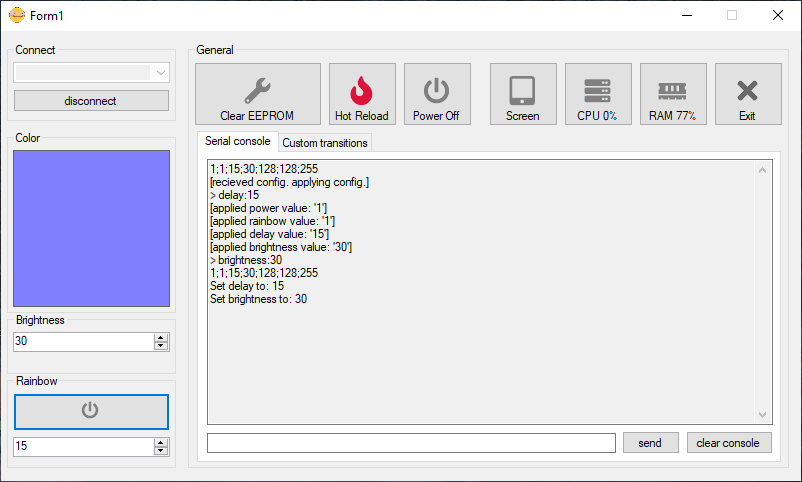 Form1
Connect
disconnect
Color
Brightness
30
Rainbow
15
General
Clear EEPROM
Hot Reload
Power Off
Screen
CPU 0%
RAM 77%
Exit
Serial console
Custom transitions
1;1;15;30;128;128;255
[recieved config. applying config.]
> delay:15
[applied power value: '1']
[applied rainbow value: '1']
[applied delay value: '15']
[applied brightness value: '30']
> brightness:30
1;1;15;30;128;128;255
Set delay to: 15
Set brightness to: 30
send
clear console